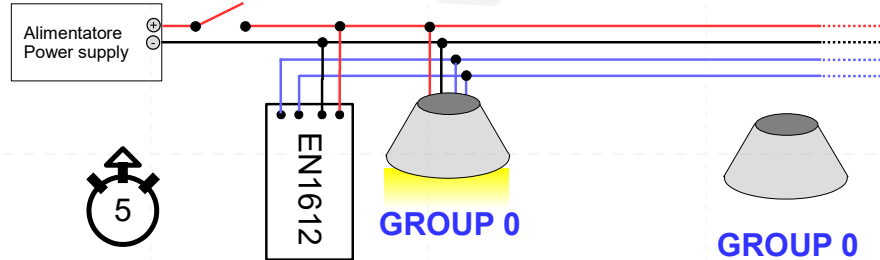 Alimentatore
Power supply
+
-
EN1612
5
GROUP 0
GROUP 0